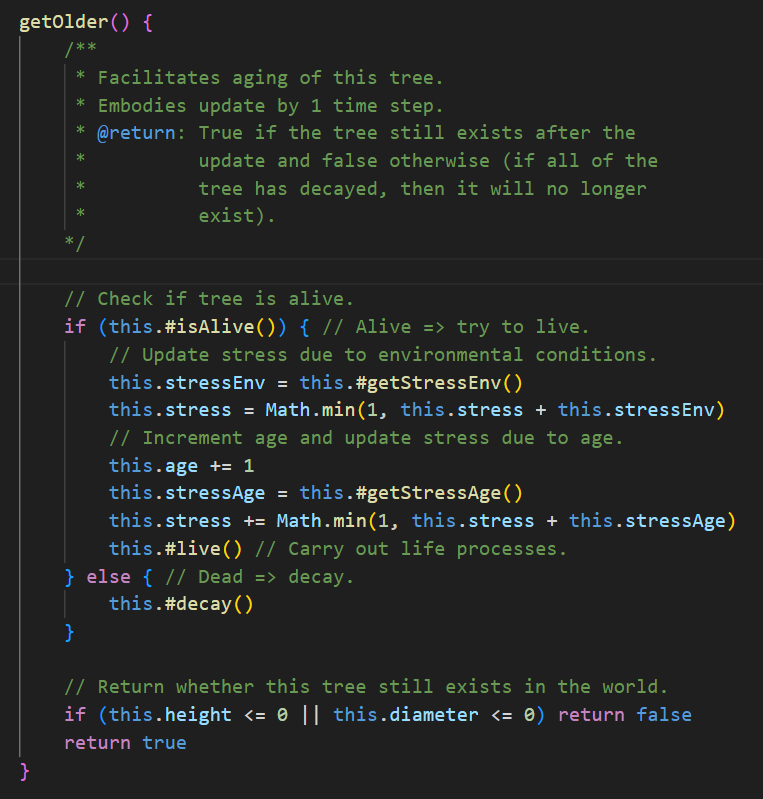 getOlder() {
    /**
     * Facilitates aging of this tree.
     * Embodies update by 1 time step.
     * @return: True if the tree still exists after the
     *          update and false otherwise (if all of the
     *          tree has decayed, then it will no longer
     *          exist).
    */

    // Check if tree is alive.
    if (this.#isAlive()) { // Alive => try to live.
        // Update stress due to environmental conditions.
        this.stressEnv = this.#getStressEnv()
        this.stress = Math.min(1, this.stress + this.stressEnv)
        // Increment age and update stress due to age.
        this.age += 1
        this.stressAge = this.#getStressAge()
        this.stress += Math.min(1, this.stress + this.stressAge)
        this.#live() // Carry out life processes.
    } else { // Dead => decay.
        this.#decay()
    }

    // Return whether this tree still exists in the world.
    if (this.height <= 0 || this.diameter <= 0) return false
    return true
}